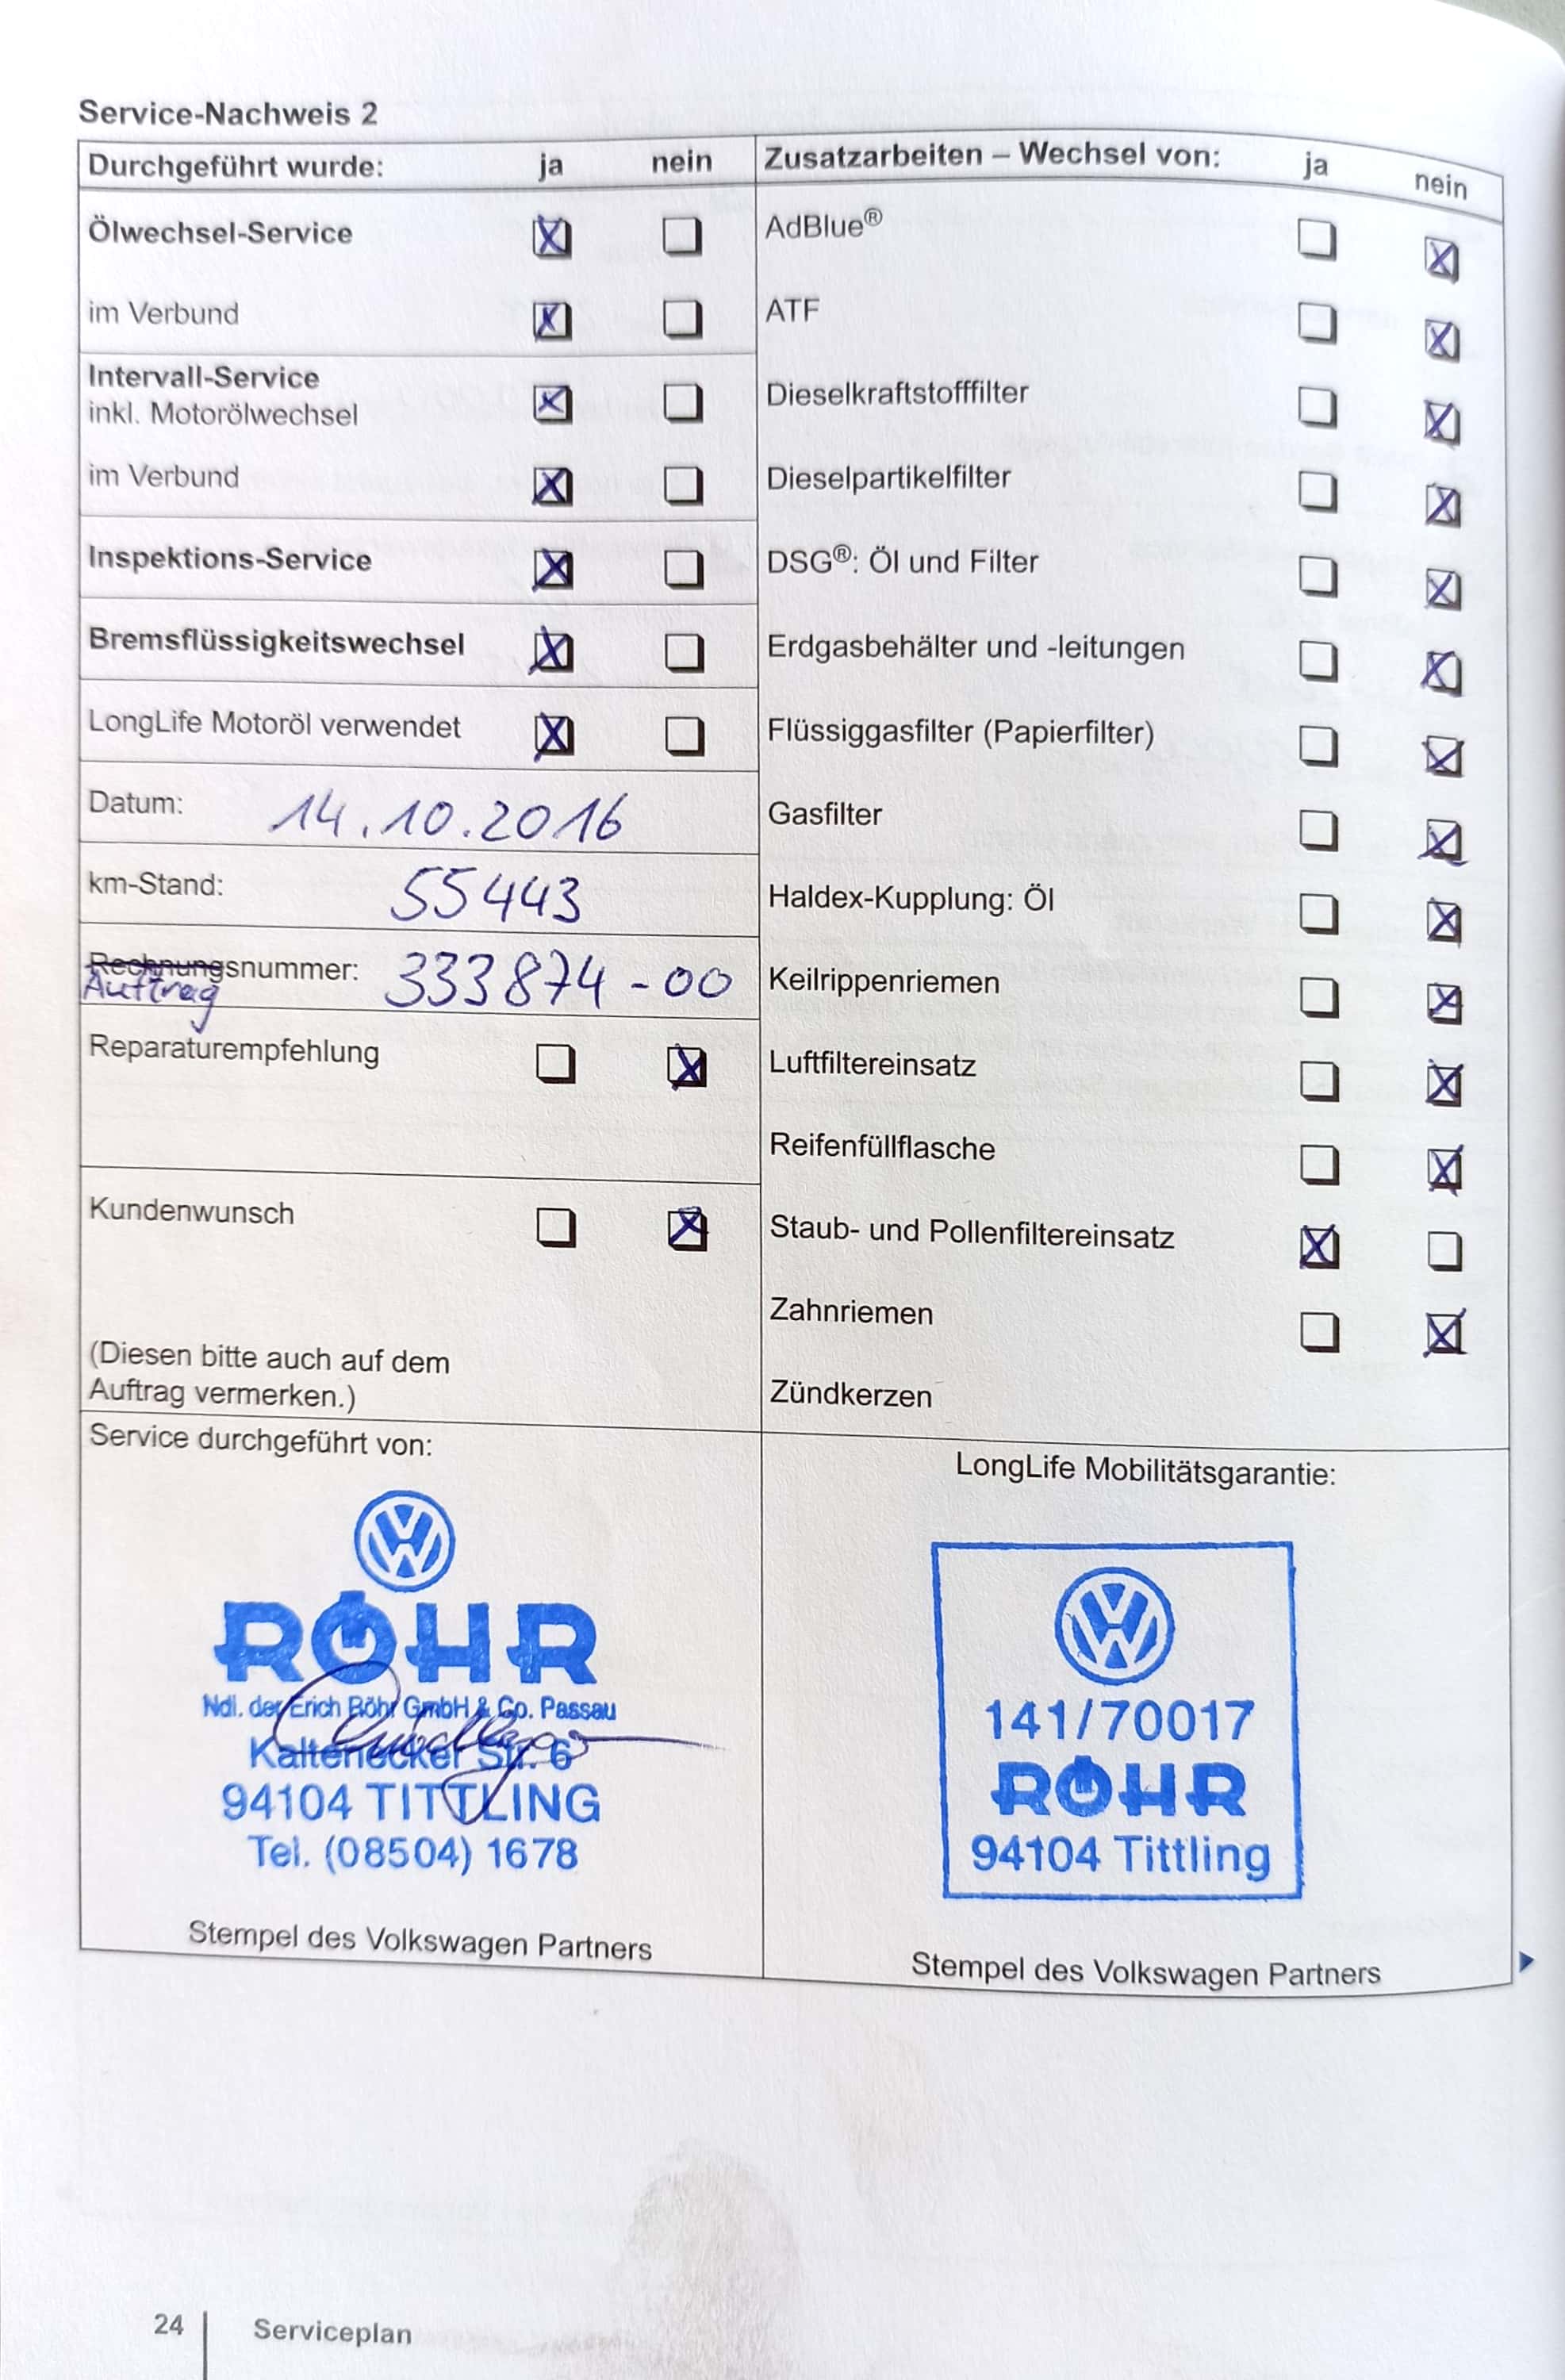 Service-Nachweis 2
Durchgeführt wurde: ja nein
Ölwechsel-Service
im Verbund
Intervall-Service
inkl. Motorölwechsel
im Verbund
Inspektions-Service
Bremsflüssigkeitswechsel
LongLife Motoröl verwendet
Datum: 14.10.2016
km-Stand: 55443
Rechnungsnummer: 333874-00
Auftrag
Reparaturempfehlung
Kundenwunsch
(Diesen bitte auch auf dem
Auftrag vermerken.)
Zusatzarbeiten – Wechsel von: ja nein
AdBlue®
ATF
Dieselkraftstofffilter
Dieselpartikelfilter
DSG®: Öl und Filter
Erdgasbehälter und -leitungen
Flüssiggasfilter (Papierfilter)
Gasfilter
Haldex-Kupplung: Öl
Keilrippenriemen
Luftfiltereinsatz
Reifenfüllflasche
Staub- und Pollenfiltereinsatz
Zahnriemen
Zündkerzen
Service durchgeführt von:
RÖHR
Ndl. der Erich Röhr GmbH & Co. Passau
Kaltenecker Str. 6
94104 TITTLING
Tel. (08504) 1678
Stempel des Volkswagen Partners
LongLife Mobilitätsgarantie:
141/70017
RÖHR
94104 Tittling
Stempel des Volkswagen Partners
24 Serviceplan